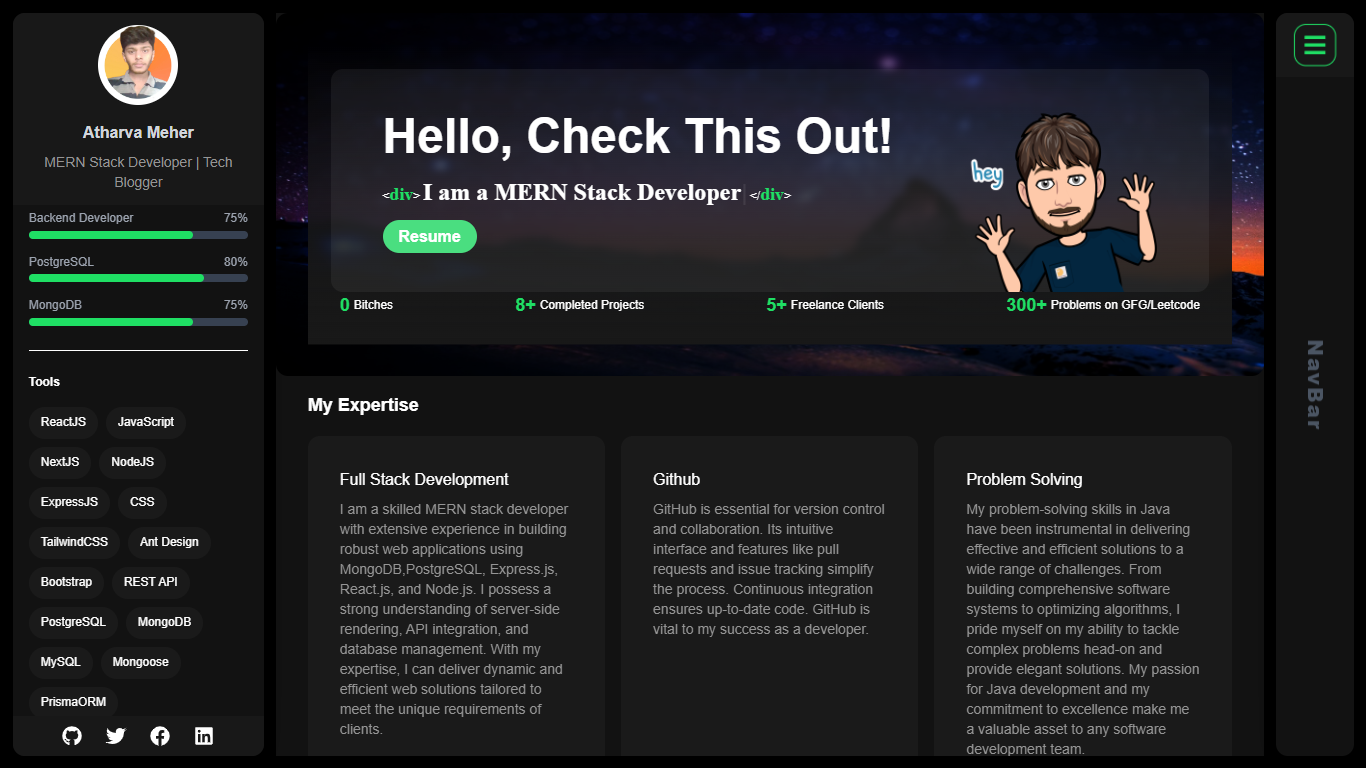 Atharva Meher
MERN Stack Developer | Tech
Blogger
Backend Developer 75%
PostgreSQL 80%
MongoDB 75%
Tools
ReactJS JavaScript
NextJS NodeJS
ExpressJS CSS
TailwindCSS Ant Design
Bootstrap REST API
PostgreSQL MongoDB
MySQL Mongoose
PrismaORM
Hello, Check This Out!
<div> I am a MERN Stack Developer </div>
Resume
hey
0 Bitches 8+ Completed Projects 5+ Freelance Clients 300+ Problems on GFG/Leetcode
My Expertise
Full Stack Development
I am a skilled MERN stack developer
with extensive experience in building
robust web applications using
MongoDB,PostgreSQL, Express.js,
React.js, and Node.js. I possess a
strong understanding of server-side
rendering, API integration, and
database management. With my
expertise, I can deliver dynamic and
efficient web solutions tailored to
meet the unique requirements of
clients.
Github
GitHub is essential for version control
and collaboration. Its intuitive
interface and features like pull
requests and issue tracking simplify
the process. Continuous integration
ensures up-to-date code. GitHub is
vital to my success as a developer.
Problem Solving
My problem-solving skills in Java
have been instrumental in delivering
effective and efficient solutions to a
wide range of challenges. From
building comprehensive software
systems to optimizing algorithms, I
pride myself on my ability to tackle
complex problems head-on and
provide elegant solutions. My passion
for Java development and my
commitment to excellence make me
a valuable asset to any software
development team.
NavBar